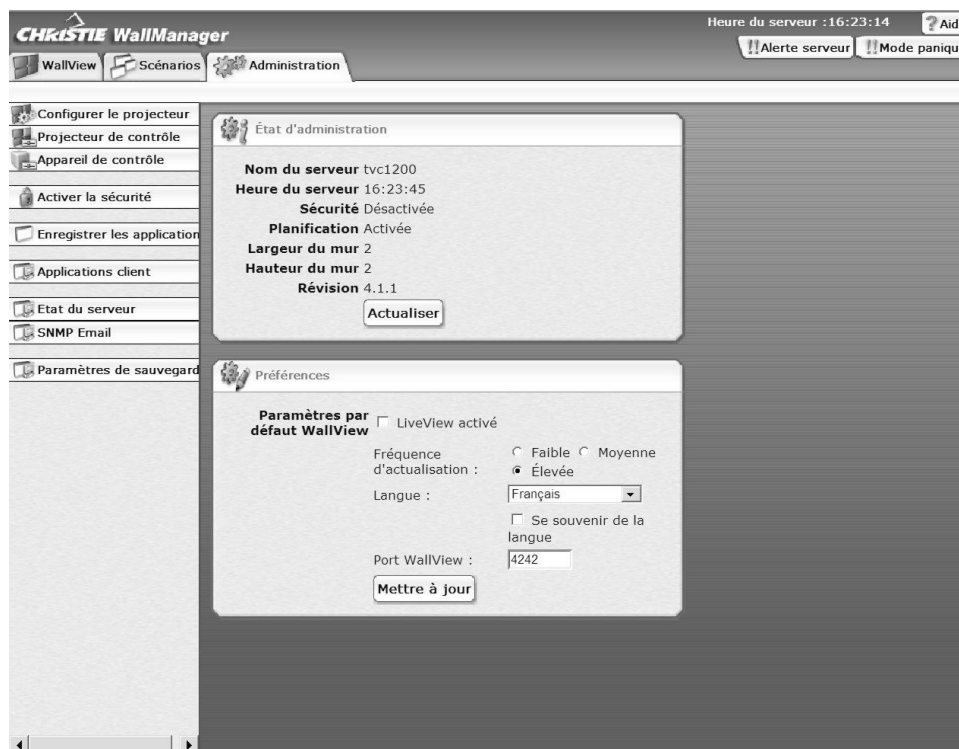 CHRISTIE WallManager
Heure du serveur :16:23:14
Aid
!!Alerte serveur
!!Mode paniqu
WallView
Scénarios
Administration
Configurer le projecteur
Projecteur de contrôle
Appareil de contrôle
Activer la sécurité
Enregistrer les application
Applications client
Etat du serveur
SNMP Email
Paramètres de sauvegard
État d'administration
Nom du serveur tvc1200
Heure du serveur 16:23:45
Sécurité Désactivée
Planification Activée
Largeur du mur 2
Hauteur du mur 2
Révision 4.1.1
Actualiser
Préférences
Paramètres par
défaut WallView
LiveView activé
Fréquence
d'actualisation :
Faible
Moyenne
Élevée
Langue :
Français
Se souvenir de la
langue
Port WallView :
4242
Mettre à jour